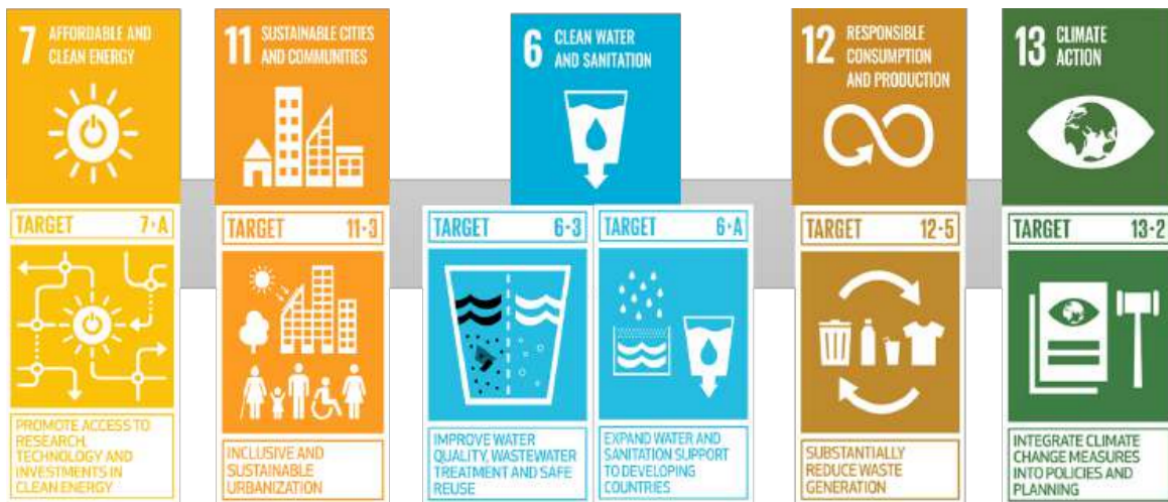 7 AFFORDABLE AND
CLEAN ENERGY
11 SUSTAINABLE CITIES
AND COMMUNITIES
6 CLEAN WATER
AND SANITATION
12 RESPONSIBLE
CONSUMPTION
AND PRODUCTION
13 CLIMATE
ACTION
TARGET 7·A
PROMOTE ACCESS TO
RESEARCH,
TECHNOLOGY AND
INVESTMENTS IN
CLEAN ENERGY
TARGET 11·3
INCLUSIVE AND
SUSTAINABLE
URBANIZATION
TARGET 6·3
IMPROVE WATER
QUALITY, WASTEWATER
TREATMENT AND SAFE
REUSE
TARGET 6·A
EXPAND WATER AND
SANITATION SUPPORT
TO DEVELOPING
COUNTRIES
TARGET 12·5
SUBSTANTIALLY
REDUCE WASTE
GENERATION
TARGET 13·2
INTEGRATE CLIMATE
CHANGE MEASURES
INTO POLICIES AND
PLANNING